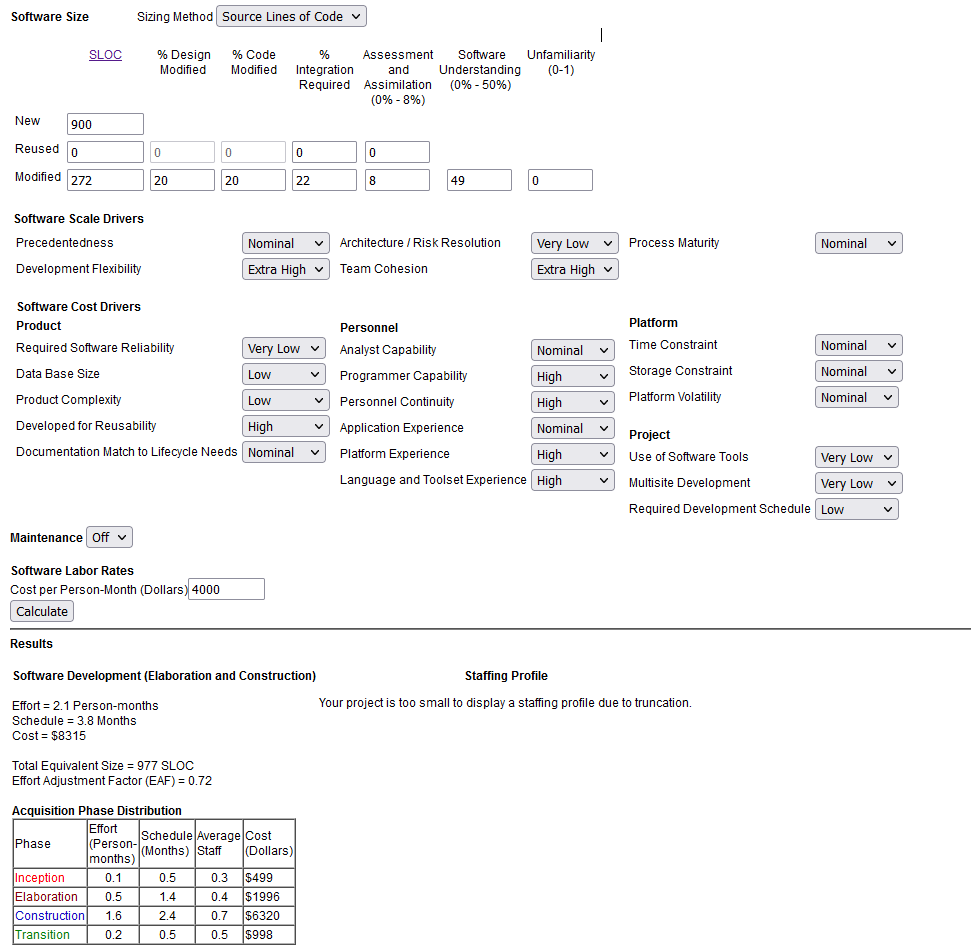 Software Size Sizing Method Source Lines of Code
SLOC % Design Modified % Code Modified % Integration Required Assessment and Assimilation (0% - 8%) Software Understanding (0% - 50%) Unfamiliarity (0-1)
New 900
Reused 0 0 0 0 0
Modified 272 20 20 22 8 49 0
Software Scale Drivers
Precedentedness Nominal Architecture / Risk Resolution Very Low Process Maturity Nominal
Development Flexibility Extra High Team Cohesion Extra High
Software Cost Drivers
Product
Required Software Reliability Very Low
Data Base Size Low
Product Complexity Low
Developed for Reusability High
Documentation Match to Lifecycle Needs Nominal
Personnel
Analyst Capability Nominal
Programmer Capability High
Personnel Continuity High
Application Experience Nominal
Platform Experience High
Language and Toolset Experience High
Platform
Time Constraint Nominal
Storage Constraint Nominal
Platform Volatility Nominal
Project
Use of Software Tools Very Low
Multisite Development Very Low
Required Development Schedule Low
Maintenance Off
Software Labor Rates
Cost per Person-Month (Dollars) 4000
Calculate
Results
Software Development (Elaboration and Construction)
Effort = 2.1 Person-months
Schedule = 3.8 Months
Cost = $8315
Total Equivalent Size = 977 SLOC
Effort Adjustment Factor (EAF) = 0.72
Staffing Profile
Your project is too small to display a staffing profile due to truncation.
Acquisition Phase Distribution
Phase Effort (Person-months) Schedule (Months) Average Staff Cost (Dollars)
Inception 0.1 0.5 0.3 $499
Elaboration 0.5 1.4 0.4 $1996
Construction 1.6 2.4 0.7 $6320
Transition 0.2 0.5 0.5 $998